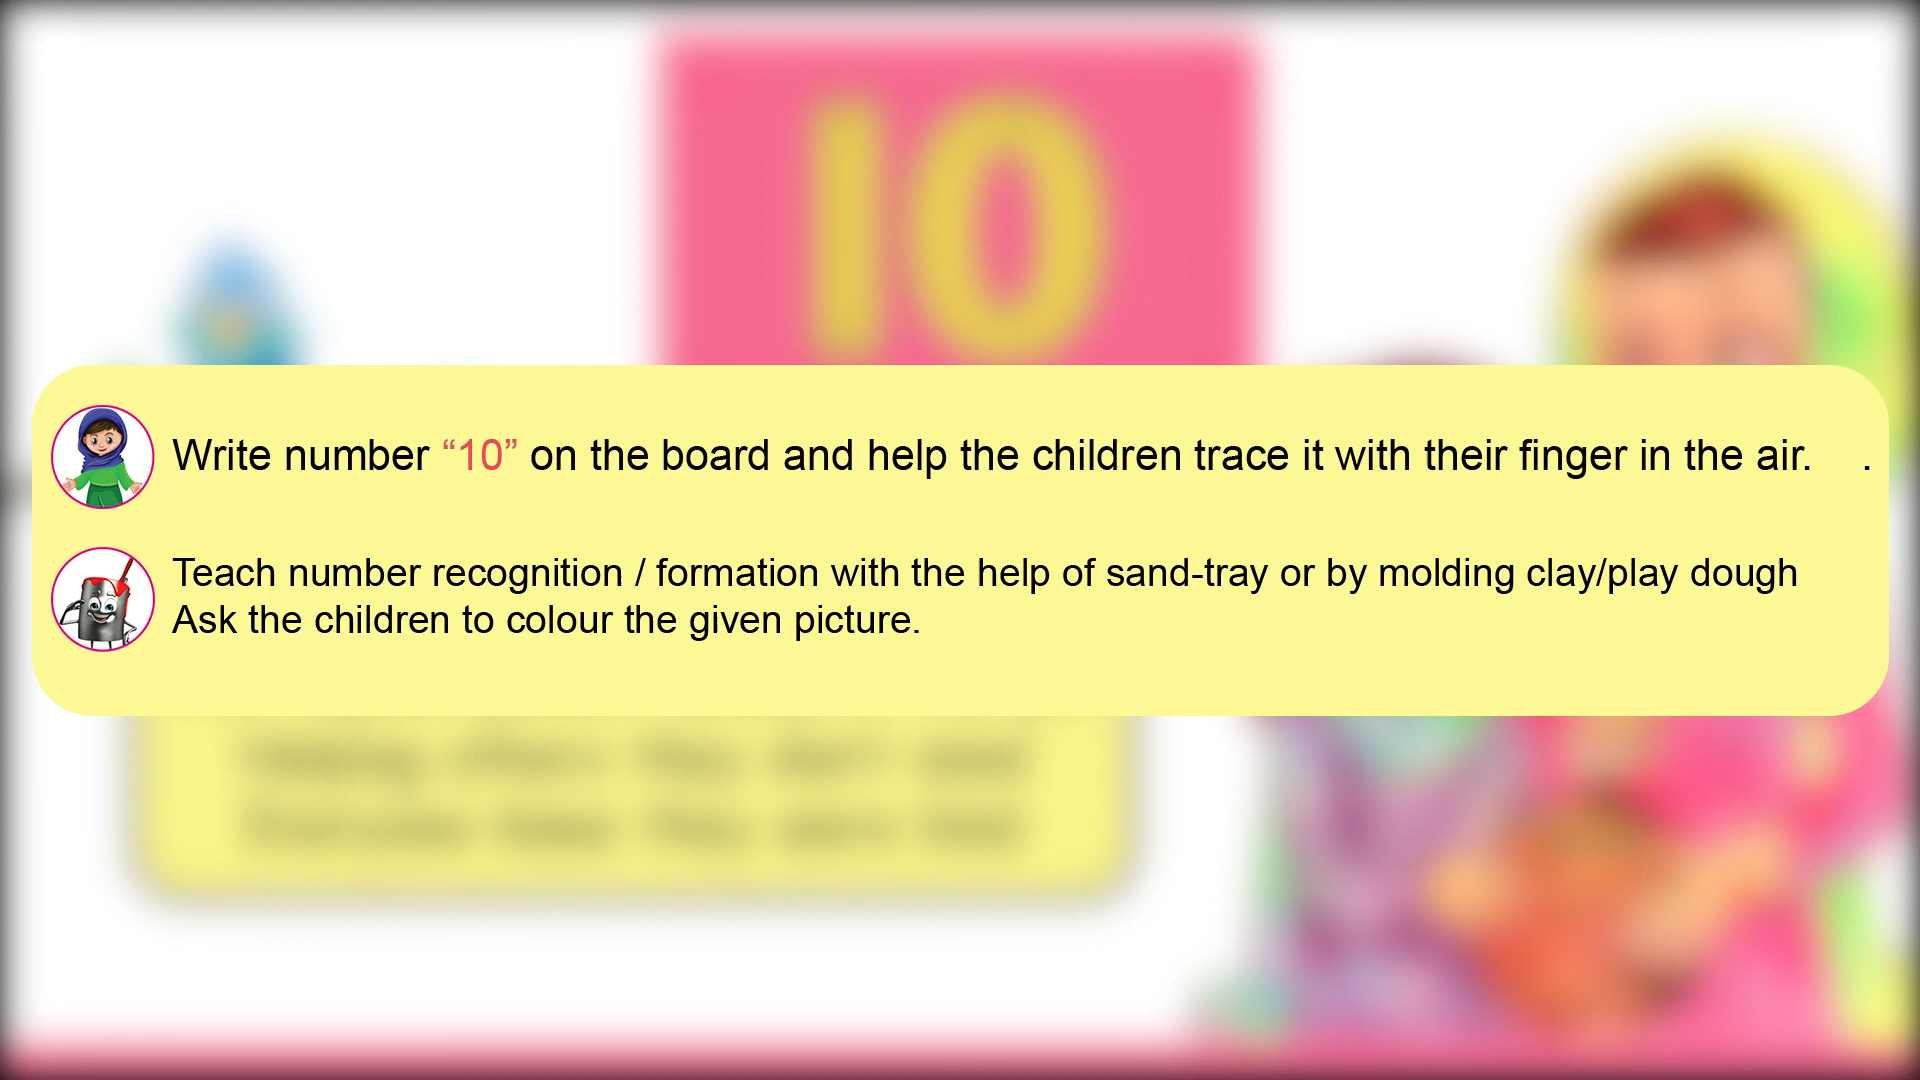 10
Write number “10” on the board and help the children trace it with their finger in the air. .
Teach number recognition / formation with the help of sand-tray or by molding clay/play dough
Ask the children to colour the given picture.